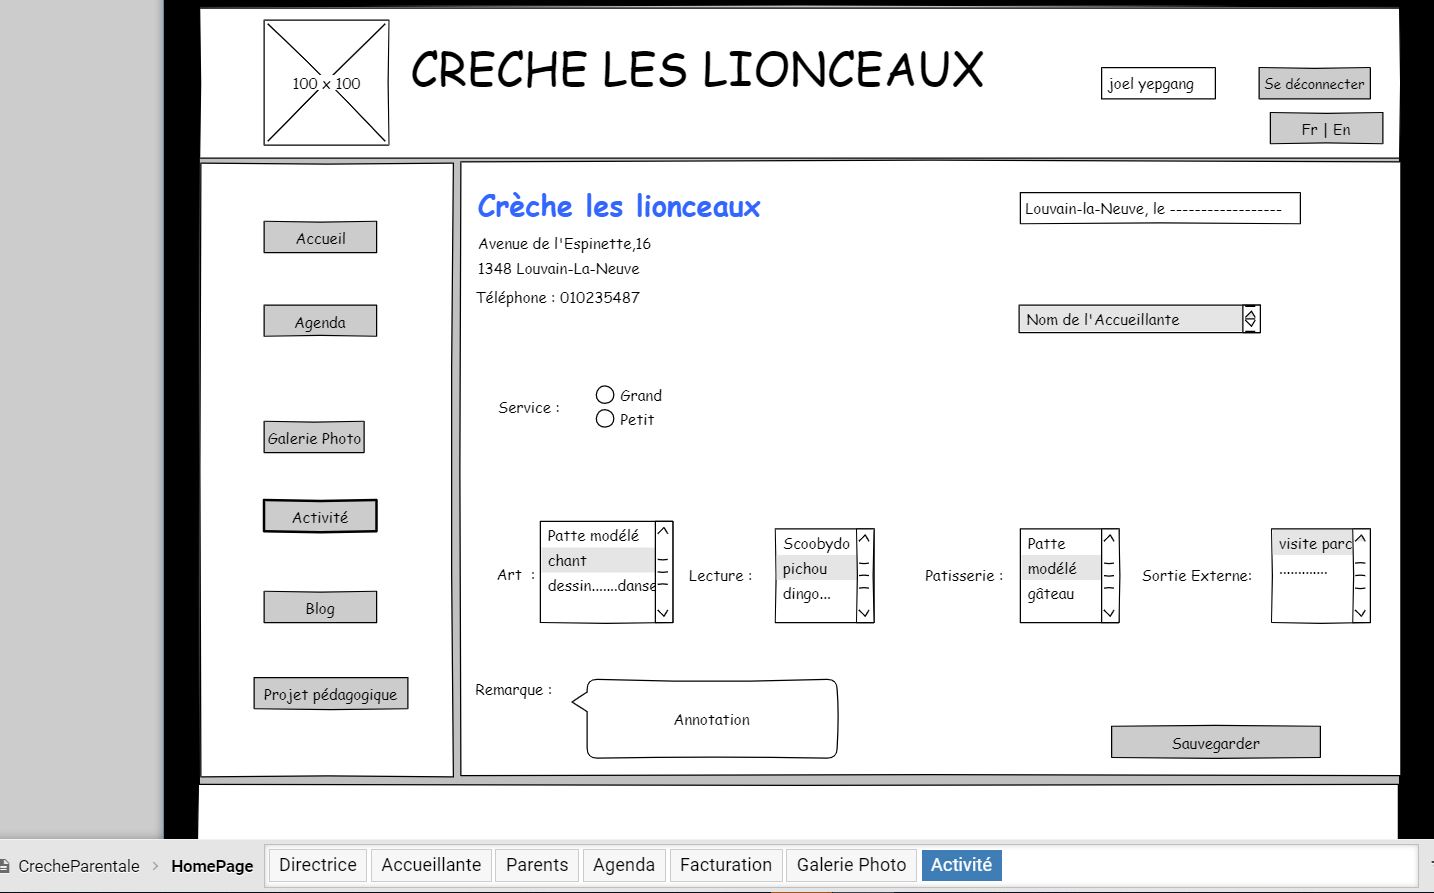 100 x 100
CRECHE LES LIONCEAUX
joel yepgang
Se déconnecter
Fr | En
Accueil
Agenda
Galerie Photo
Activité
Blog
Projet pédagogique
Crèche les lionceaux
Avenue de l'Espinette,16
1348 Louvain-La-Neuve
Téléphone : 010235487
Louvain-la-Neuve, le ------------------
Nom de l'Accueillante
Service :
Grand
Petit
Art :
Patte modélé
chant
dessin.......danse
Lecture :
Scoobydo
pichou
dingo...
Patisserie :
Patte
modélé
gâteau
Sortie Externe:
visite parc
.............
Remarque :
Annotation
Sauvegarder
CrecheParentale > HomePage
Directrice
Accueillante
Parents
Agenda
Facturation
Galerie Photo
Activité